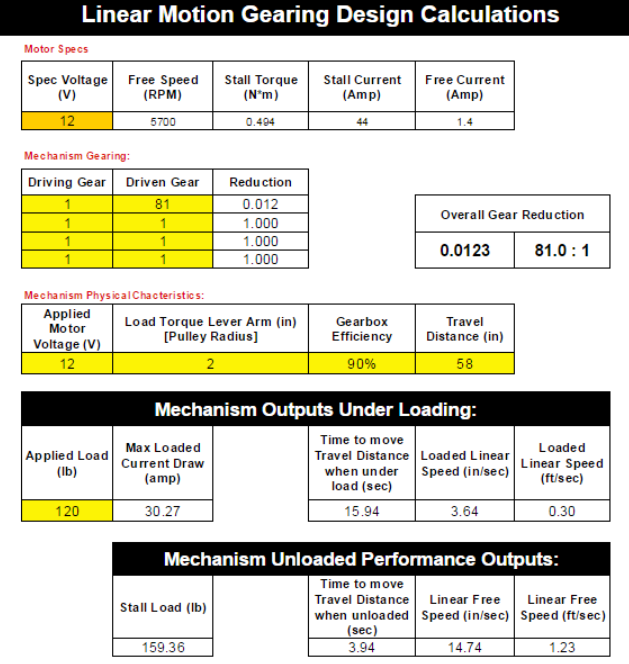 Linear Motion Gearing Design Calculations
Motor Specs
Spec Voltage (V) Free Speed (RPM) Stall Torque (N*m) Stall Current (Amp) Free Current (Amp)
12 5700 0.494 44 1.4
Mechanism Gearing:
Driving Gear Driven Gear Reduction
1 81 0.012
1 1 1.000
1 1 1.000
1 1 1.000
Overall Gear Reduction
0.0123 81.0 : 1
Mechanism Physical Chacteristics:
Applied Motor Voltage (V) Load Torque Lever Arm (in) [Pulley Radius] Gearbox Efficiency Travel Distance (in)
12 2 90% 58
Mechanism Outputs Under Loading:
Applied Load (lb) Max Loaded Current Draw (amp) Time to move Travel Distance when under load (sec) Loaded Linear Speed (in/sec) Loaded Linear Speed (ft/sec)
120 30.27 15.94 3.64 0.30
Mechanism Unloaded Performance Outputs:
Stall Load (lb) Time to move Travel Distance when unloaded (sec) Linear Free Speed (in/sec) Linear Free Speed (ft/sec)
159.36 3.94 14.74 1.23